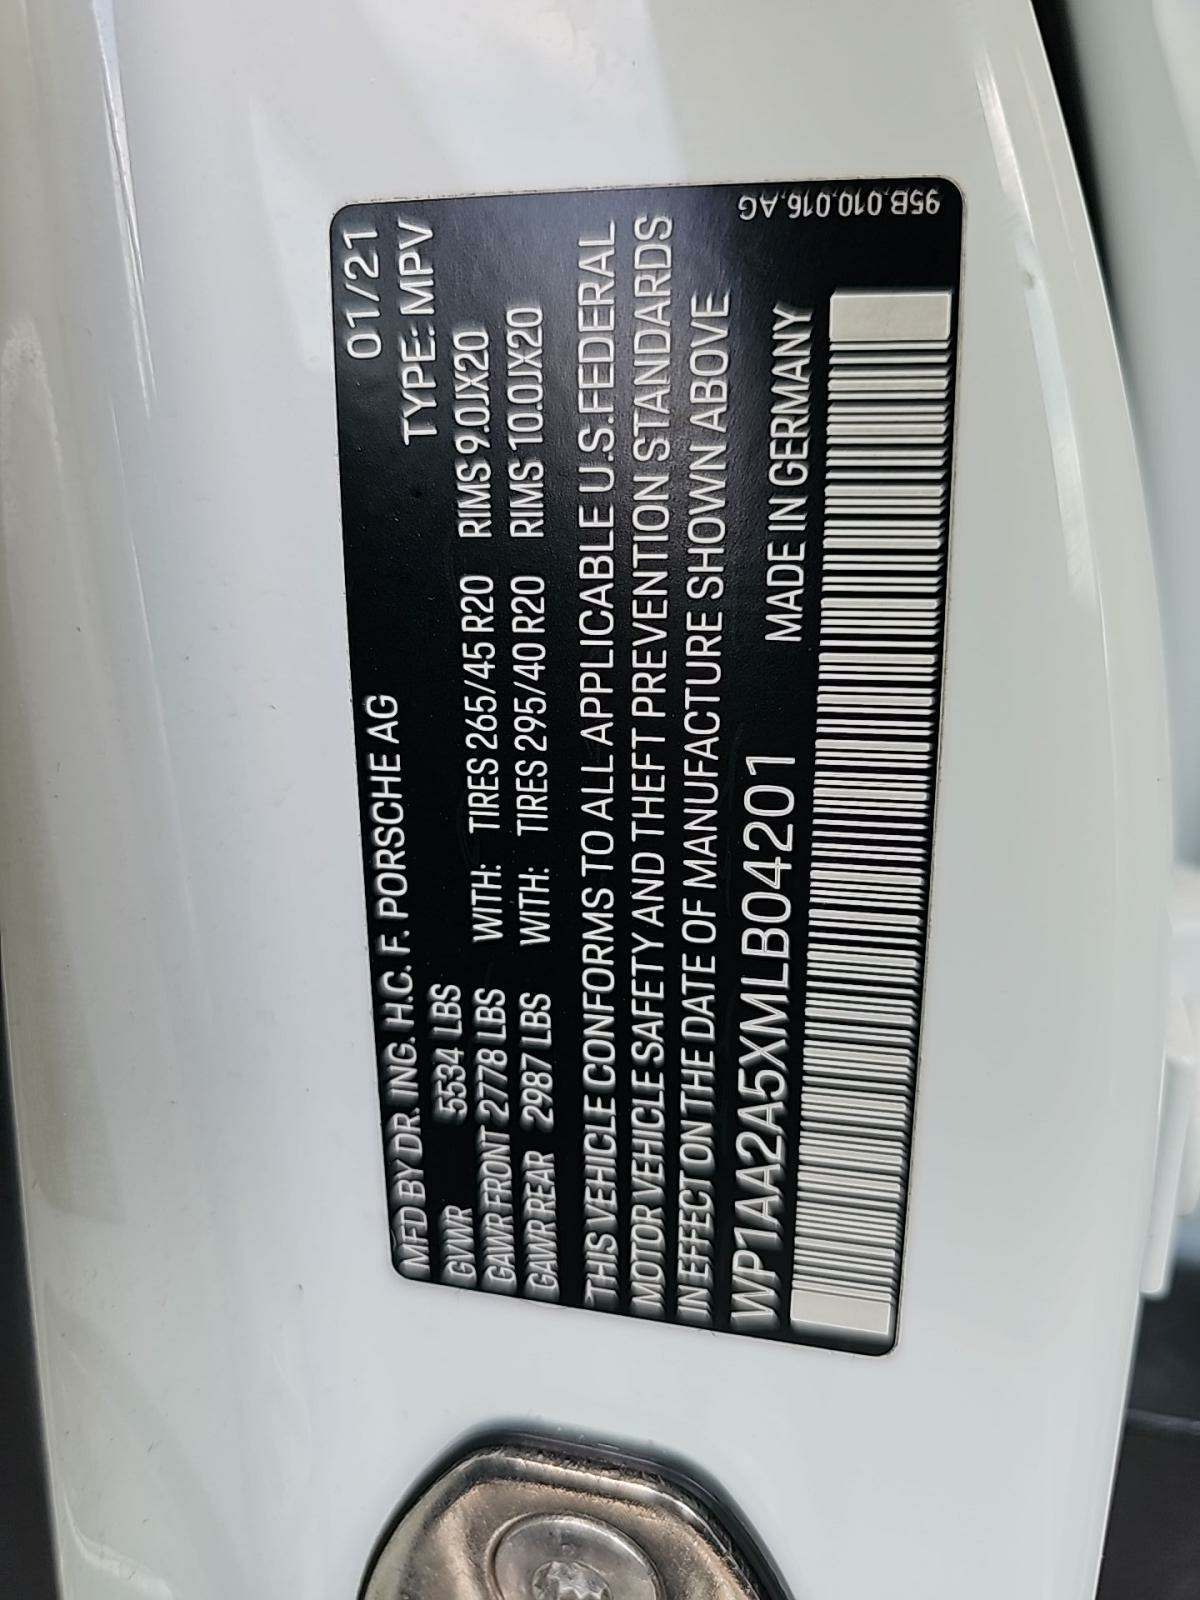 MFD BY DR. ING. H.C. F. PORSCHE AG 01/21
GVWR 5534 LBS TYPE: MPV
GAWR FRONT 2778 LBS WITH: TIRES 265/45 R20 RIMS 9.0JX20
GAWR REAR 2987 LBS WITH: TIRES 295/40 R20 RIMS 10.0JX20
THIS VEHICLE CONFORMS TO ALL APPLICABLE U.S.FEDERAL
MOTOR VEHICLE SAFETY AND THEFT PREVENTION STANDARDS
IN EFFECT ON THE DATE OF MANUFACTURE SHOWN ABOVE
WP1AA2A5XMLB04201 MADE IN GERMANY
95B.010.016.AG